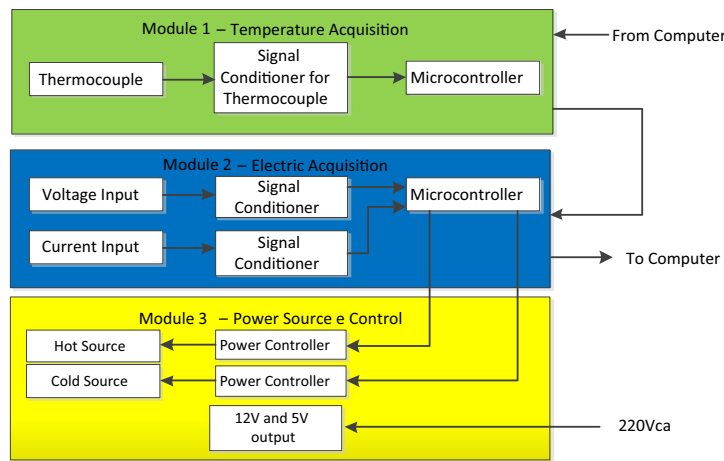 Module 1 – Temperature Acquisition
From Computer
Thermocouple
Signal
Conditioner for
Thermocouple
Microcontroller
Module 2 – Electric Acquisition
Voltage Input
Signal
Conditioner
Microcontroller
Current Input
Signal
Conditioner
To Computer
Module 3 – Power Source e Control
Hot Source
Power Controller
Cold Source
Power Controller
12V and 5V
output
220Vca